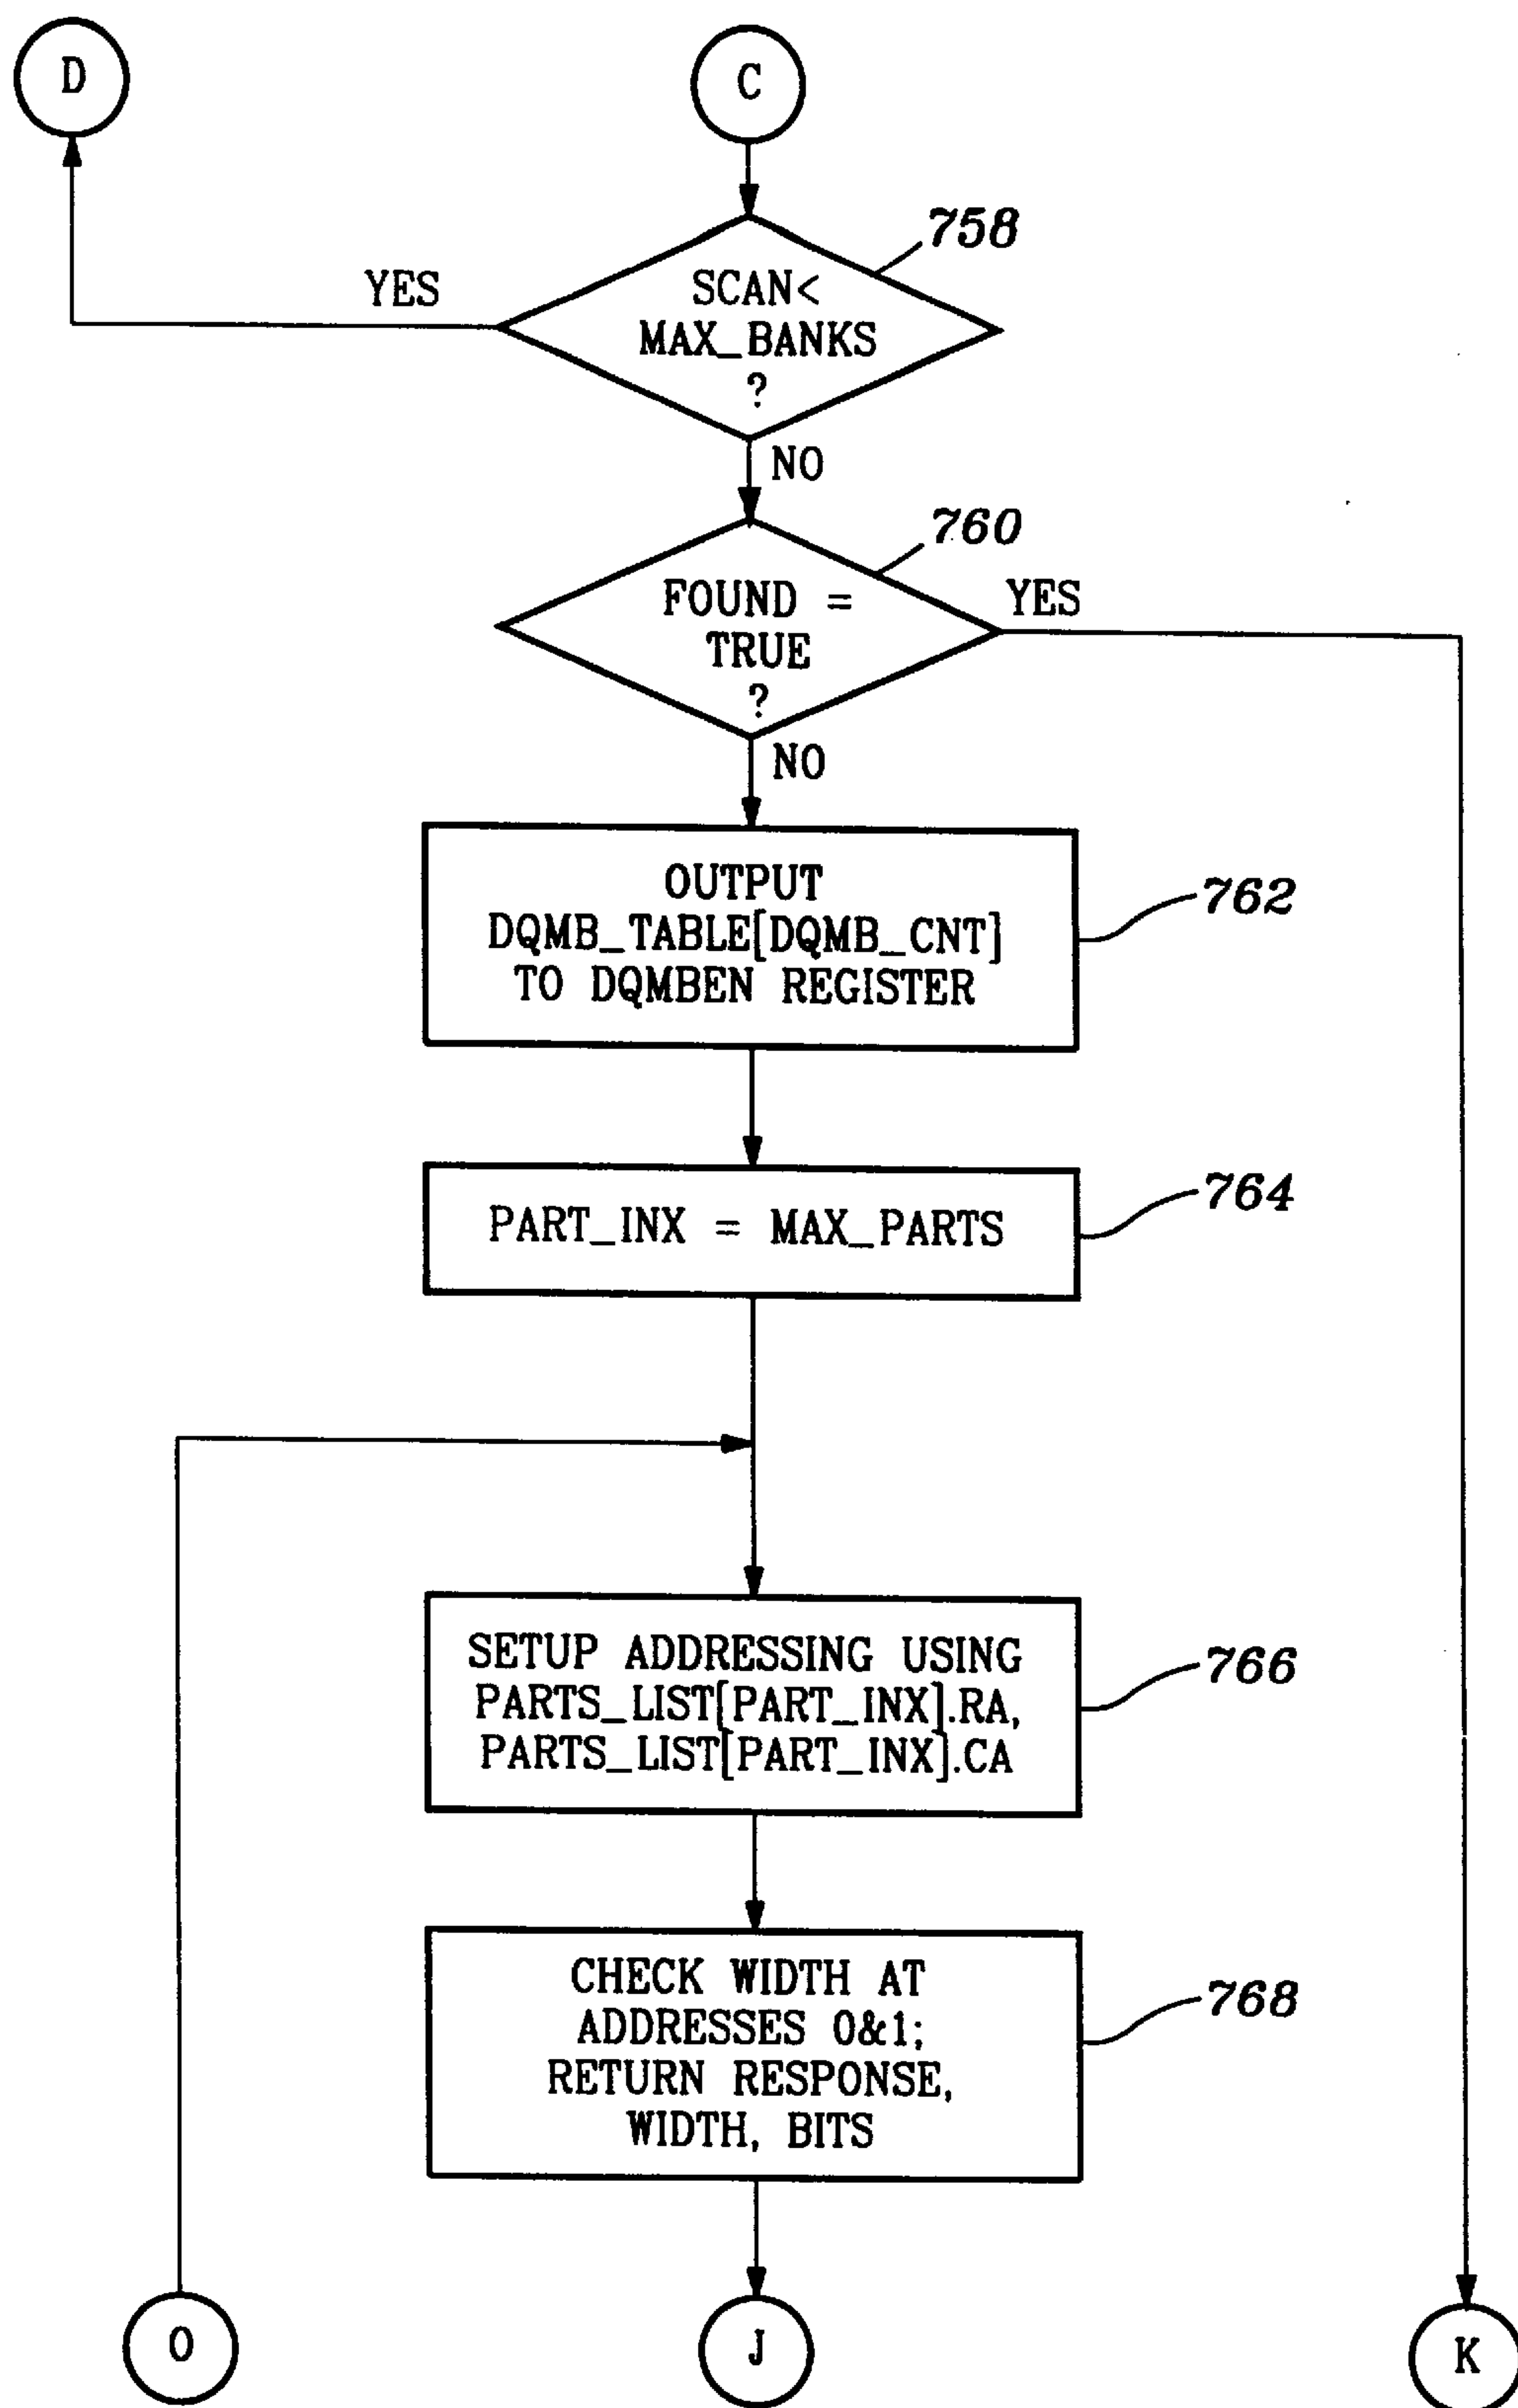 D
C
758
YES
SCAN<
MAX_BANKS
?
NO
760
FOUND =
TRUE
?
YES
NO
OUTPUT
DQMB_TABLE[DQMB_CNT]
TO DQMBEN REGISTER
762
PART_INX = MAX_PARTS
764
SETUP ADDRESSING USING
PARTS_LIST[PART_INX].RA,
PARTS_LIST[PART_INX].CA
766
CHECK WIDTH AT
ADDRESSES 0&1;
RETURN RESPONSE,
WIDTH, BITS
768
O
J
K